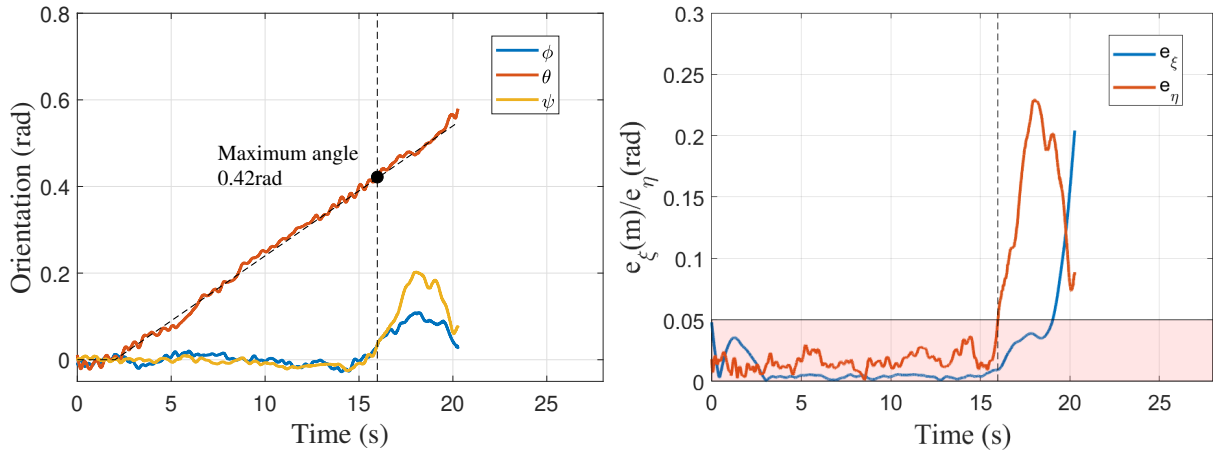 0.8
0.6
0.4
0.2
0
Orientation (rad)
ϕ
θ
ψ
Maximum angle
0.42rad
0 5 10 15 20 25
Time (s)
0.3
0.25
0.2
0.15
0.1
0.05
0
e_ξ(m)/e_η(rad)
e_ξ
e_η
0 5 10 15 20 25
Time (s)